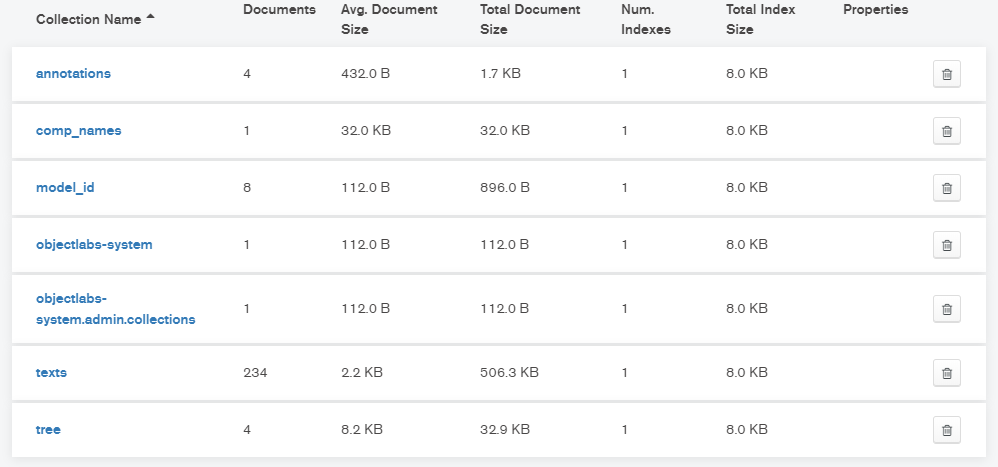 Collection Name Documents Avg. Document Size Total Document Size Num. Indexes Total Index Size Properties
annotations 4 432.0 B 1.7 KB 1 8.0 KB
comp_names 1 32.0 KB 32.0 KB 1 8.0 KB
model_id 8 112.0 B 896.0 B 1 8.0 KB
objectlabs-system 1 112.0 B 112.0 B 1 8.0 KB
objectlabs-
system.admin.collections 1 112.0 B 112.0 B 1 8.0 KB
texts 234 2.2 KB 506.3 KB 1 8.0 KB
tree 4 8.2 KB 32.9 KB 1 8.0 KB